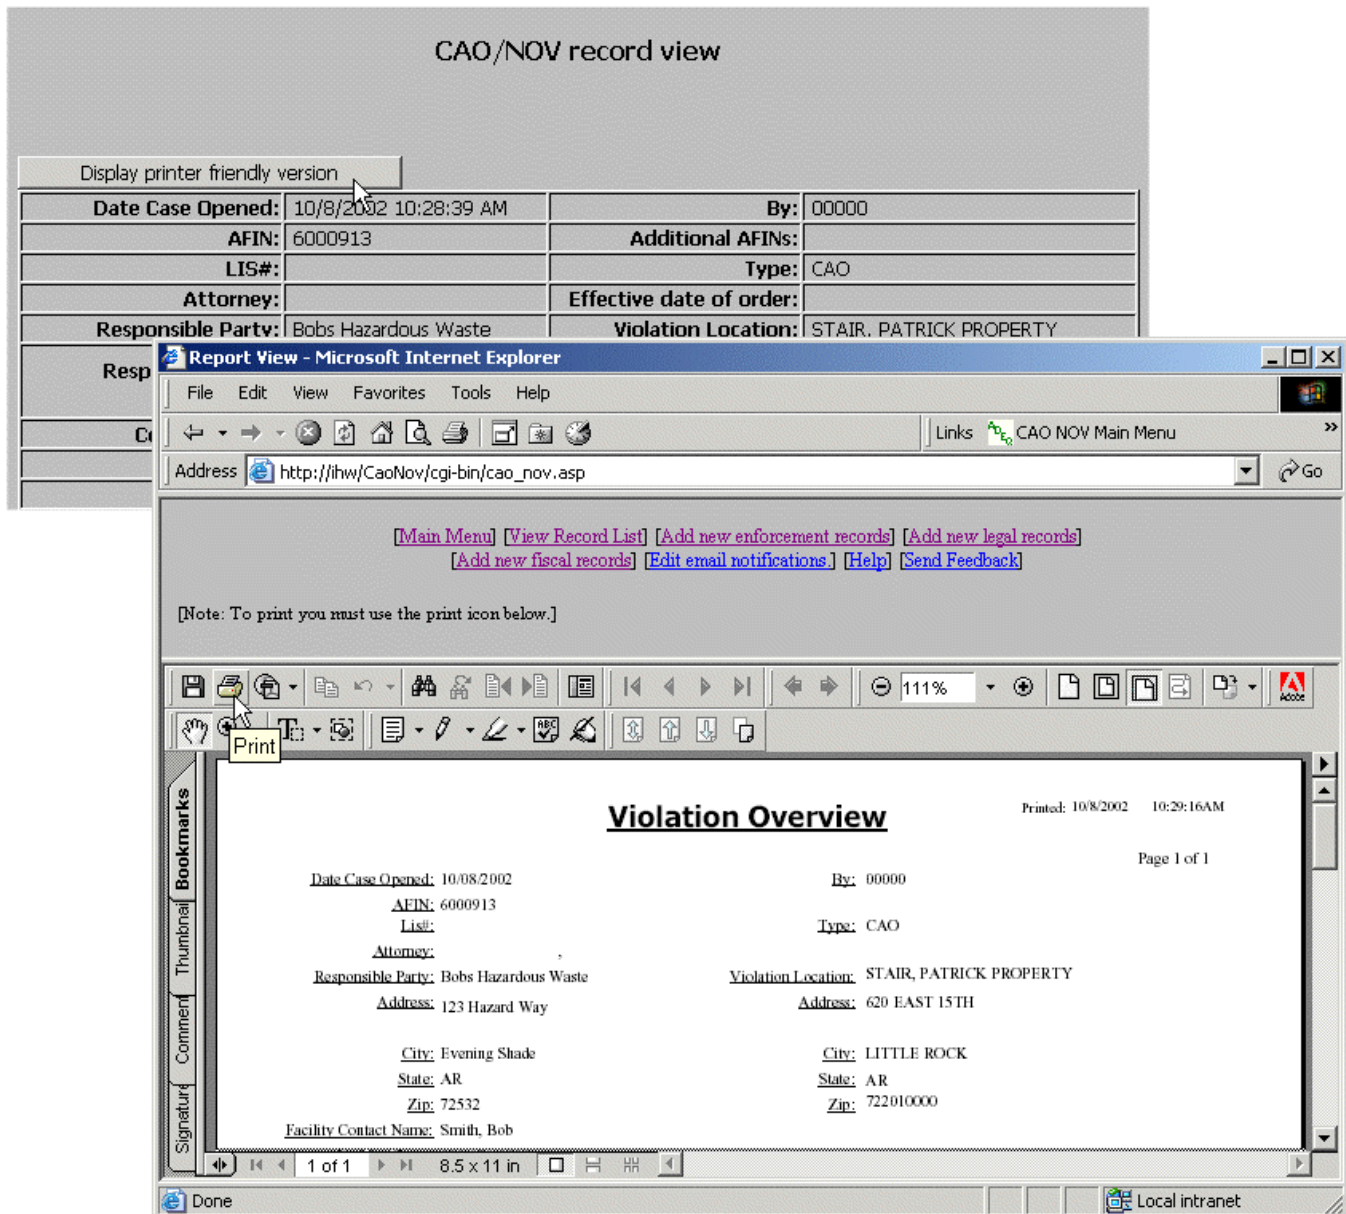 CAO/NOV record view
Display printer friendly version
Date Case Opened: 10/8/2002 10:28:39 AM By: 00000
AFIN: 6000913 Additional AFINs:
LIS#: Type: CAO
Attorney: Effective date of order:
Responsible Party: Bobs Hazardous Waste Violation Location: STAIR, PATRICK PROPERTY
Resp
Report View - Microsoft Internet Explorer
File Edit View Favorites Tools Help
Links ADEQ CAO NOV Main Menu »
Address http://ihw/CaoNov/cgi-bin/cao_nov.asp Go
[Main Menu] [View Record List] [Add new enforcement records] [Add new legal records]
[Add new fiscal records] [Edit email notifications.] [Help] [Send Feedback]
[Note: To print you must use the print icon below.]
111% Adobe
Print
ABC
Bookmarks
Thumbnail
Comment
Signature
Violation Overview
Printed: 10/8/2002 10:29:16AM
Page 1 of 1
Date Case Opened: 10/08/2002 By: 00000
AFIN: 6000913
Lis#: Type: CAO
Attorney: ,
Responsible Party: Bobs Hazardous Waste Violation Location: STAIR, PATRICK PROPERTY
Address: 123 Hazard Way Address: 620 EAST 15TH
City: Evening Shade City: LITTLE ROCK
State: AR State: AR
Zip: 72532 Zip: 722010000
Facility Contact Name: Smith, Bob
1 of 1 8.5 x 11 in
Done Local intranet